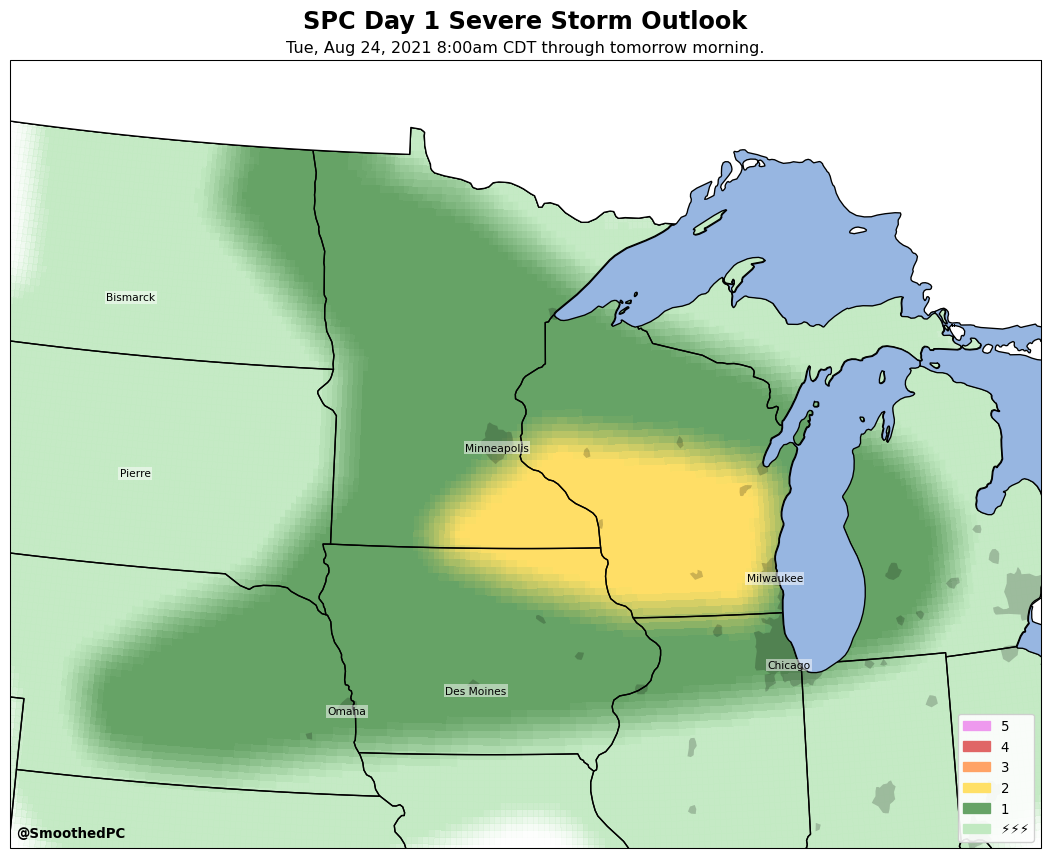 SPC Day 1 Severe Storm Outlook
Tue, Aug 24, 2021 8:00am CDT through tomorrow morning.
Bismarck
Minneapolis
Pierre
Milwaukee
Chicago
Des Moines
Omaha
5
4
3
2
1
⚡⚡⚡
@SmoothedPC